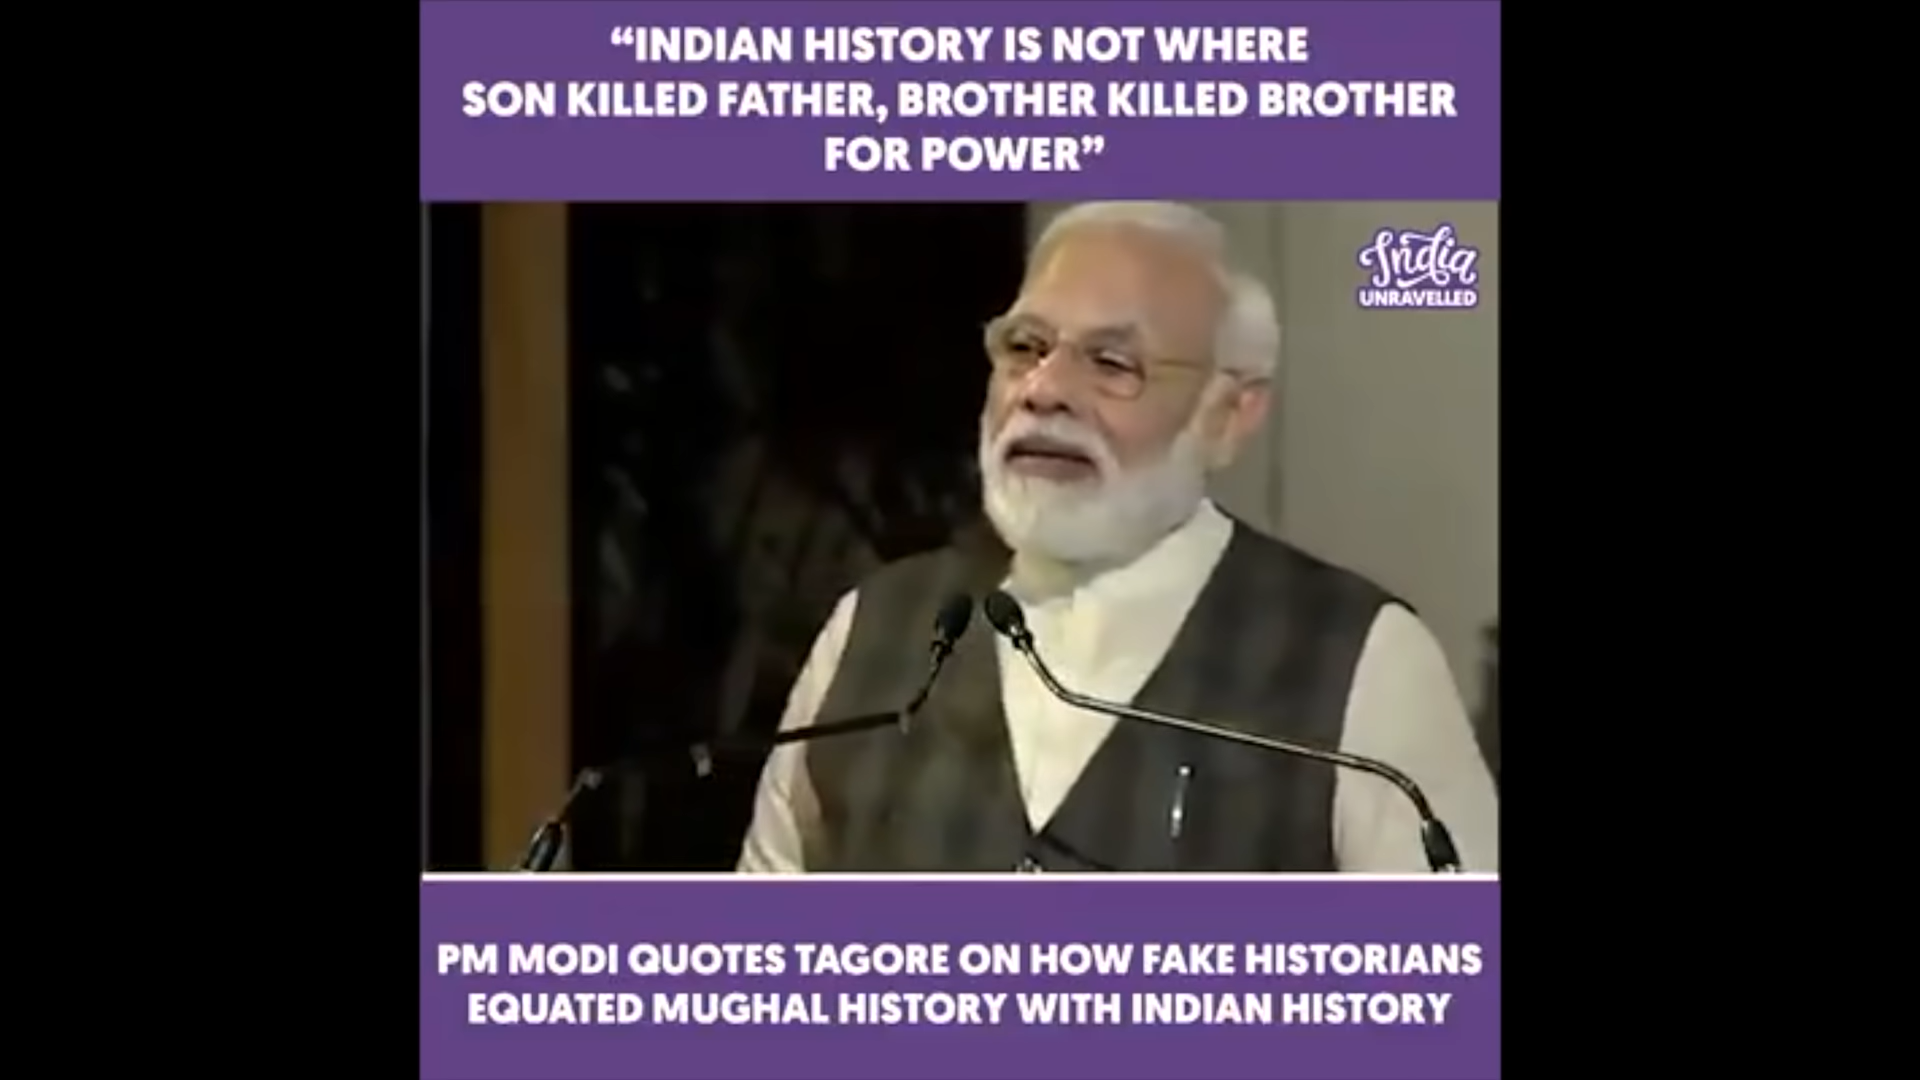 “INDIAN HISTORY IS NOT WHERE
SON KILLED FATHER, BROTHER KILLED BROTHER
FOR POWER”
India
UNRAVELLED
PM MODI QUOTES TAGORE ON HOW FAKE HISTORIANS
EQUATED MUGHAL HISTORY WITH INDIAN HISTORY